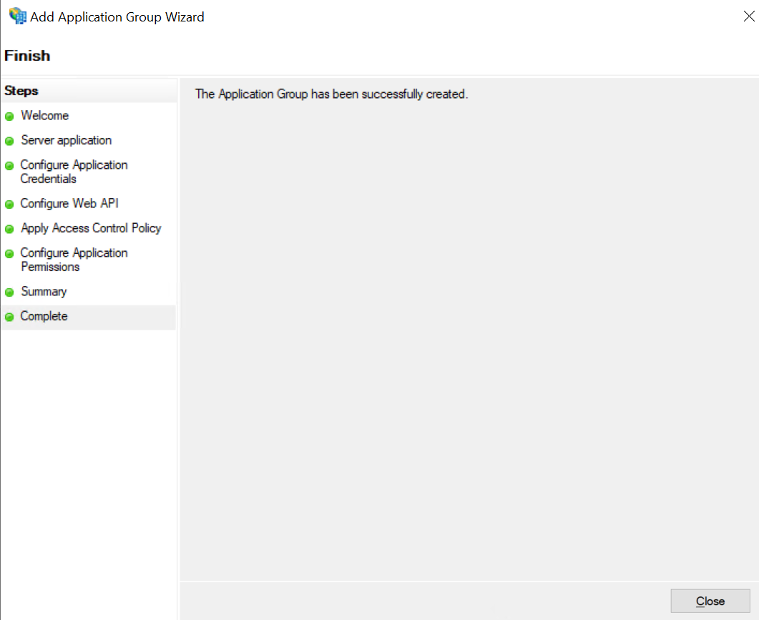 Add Application Group Wizard
Finish
Steps
Welcome
Server application
Configure Application
Credentials
Configure Web API
Apply Access Control Policy
Configure Application
Permissions
Summary
Complete
The Application Group has been successfully created.
Close